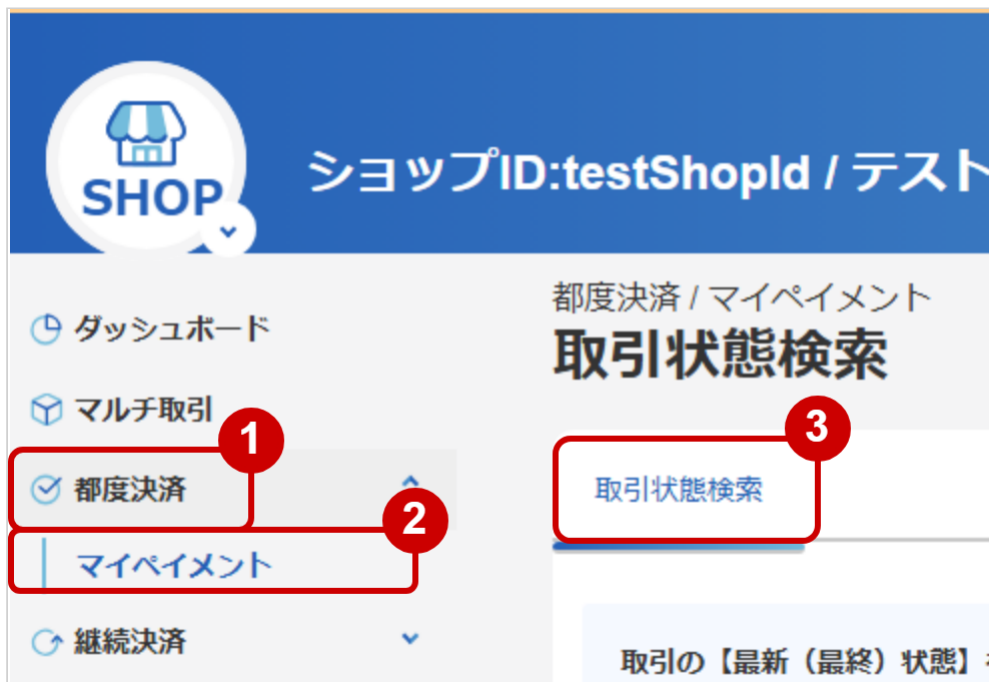 SHOP
ショップID:testShopId / テスト
都度決済 / マイペイメント
取引状態検索
ダッシュボード
マルチ取引
1
都度決済
2
マイペイメント
継続決済
3
取引状態検索
取引の【最新（最終）状態】